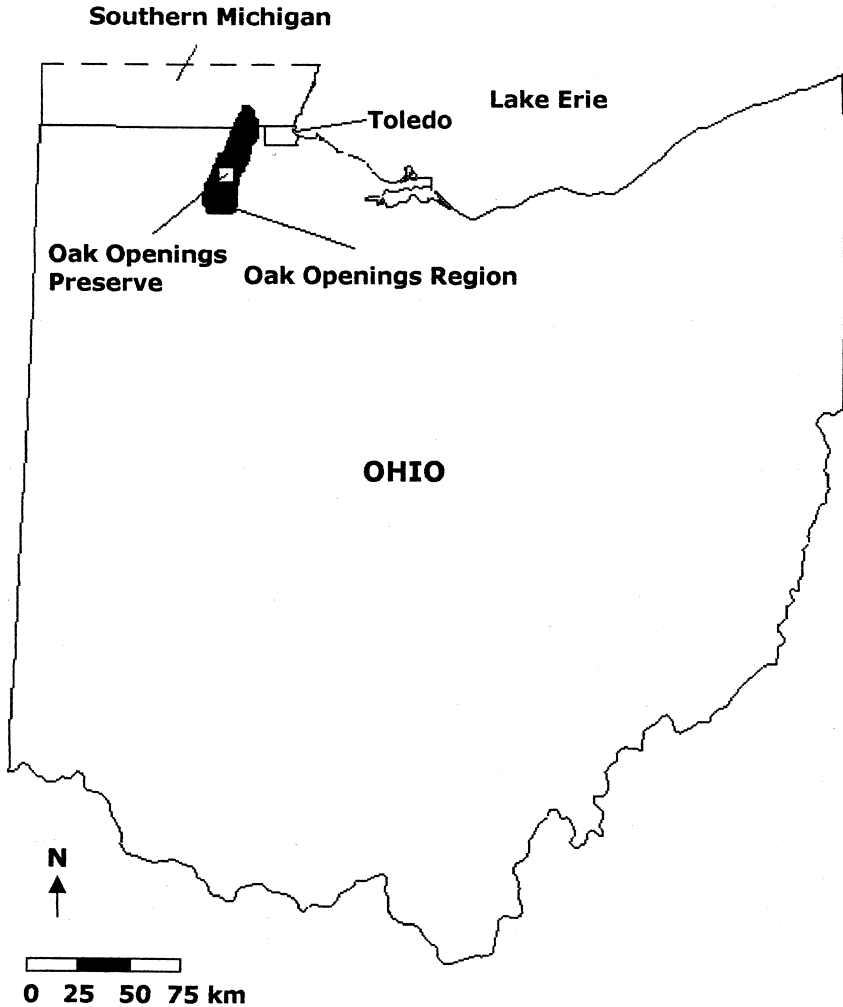 Southern Michigan
Lake Erie
Toledo
Oak Openings
Preserve
Oak Openings Region
OHIO
N
0 25 50 75 km